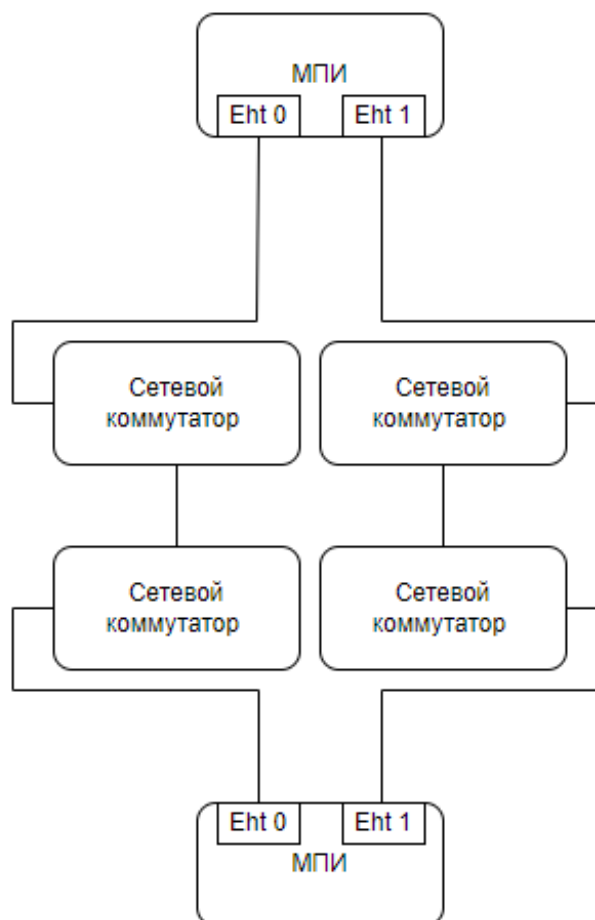 МПИ
Eht 0
Eht 1
Сетевой
коммутатор
Сетевой
коммутатор
Сетевой
коммутатор
Сетевой
коммутатор
Eht 0
Eht 1
МПИ